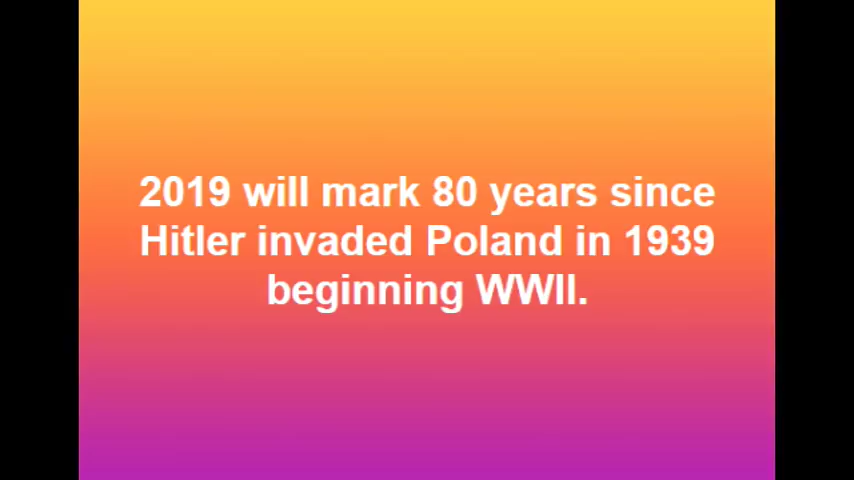 2019 will mark 80 years since
Hitler invaded Poland in 1939
beginning WWII.